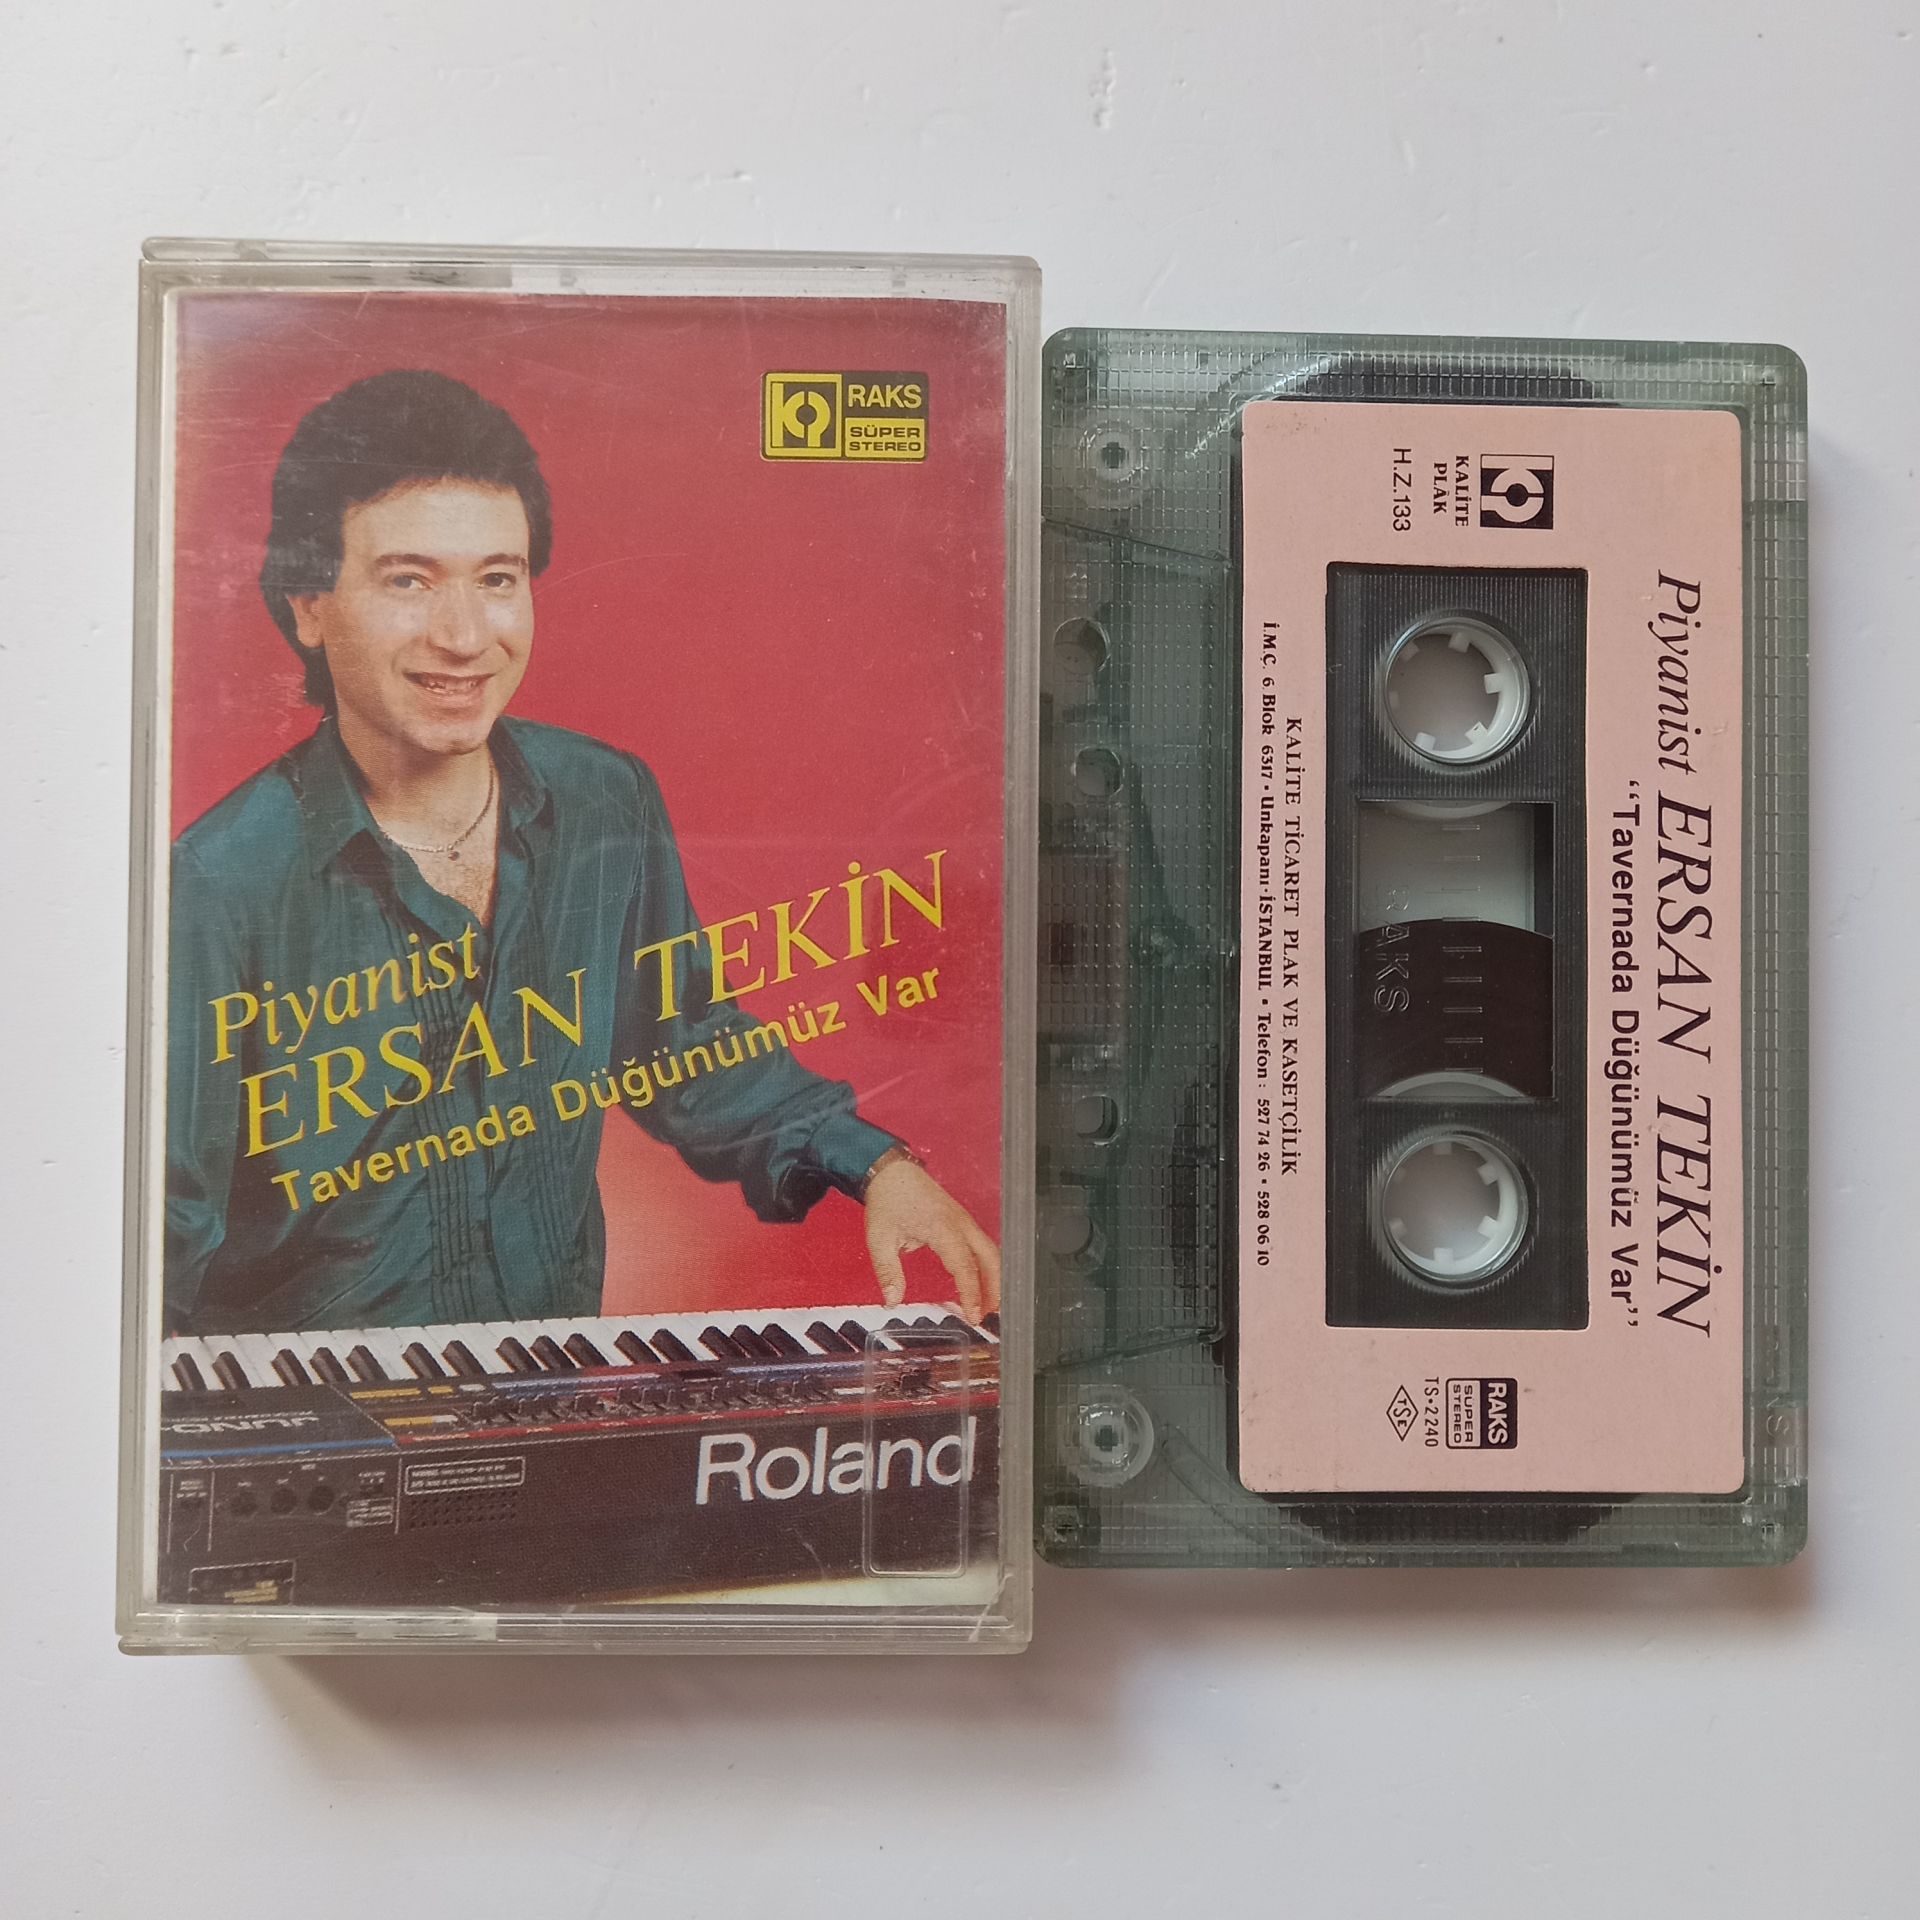 RAKS
SÜPER
STEREO
Piyanist
ERSAN TEKİN
Tavernada Düğünümüz Var
Roland
KALİTE
PLÂK
H.Z.133
Piyanist ERSAN TEKİN
“Tavernada Düğünümüz Var”
RAKS
KALİTE TİCARET PLAK VE KASETÇİLİK
İ.M.Ç. 6. Blok 6317 • Unkapanı • İSTANBUL • Telefon : 527 74 26 • 528 06 10
RAKS
SÜPER
STEREO
TS•2240
TSE